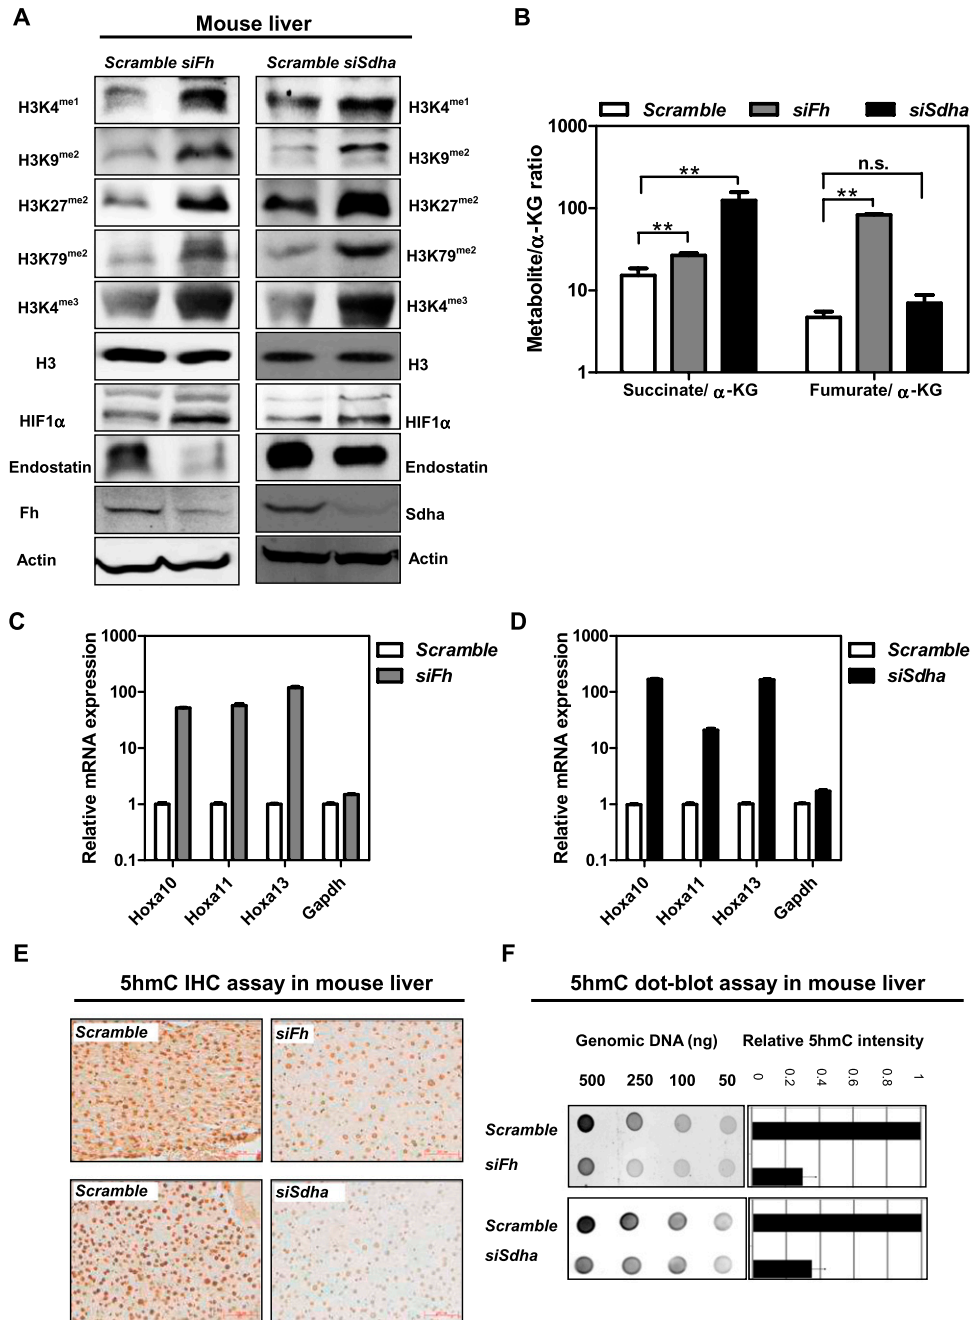 A
Mouse liver
Scramble siFh
Scramble siSdha
H3K4me1
H3K4me1
H3K9me2
H3K9me2
H3K27me2
H3K27me2
H3K79me2
H3K79me2
H3K4me3
H3K4me3
H3
H3
HIF1α
HIF1α
Endostatin
Endostatin
Fh
Sdha
Actin
Actin
B
Scramble
siFh
siSdha
Metabolite/α-KG ratio
1000
100
10
1
**
**
n.s.
**
Succinate/ α-KG
Fumurate/ α-KG
C
Relative mRNA expression
1000
100
10
1
0.1
Scramble
siFh
Hoxa10
Hoxa11
Hoxa13
Gapdh
D
Relative mRNA expression
1000
100
10
1
0.1
Scramble
siSdha
Hoxa10
Hoxa11
Hoxa13
Gapdh
E
5hmC IHC assay in mouse liver
Scramble
siFh
Scramble
siSdha
F
5hmC dot-blot assay in mouse liver
Genomic DNA (ng)
Relative 5hmC intensity
500 250 100 50
0 0.2 0.4 0.6 0.8 1
Scramble
siFh
Scramble
siSdha